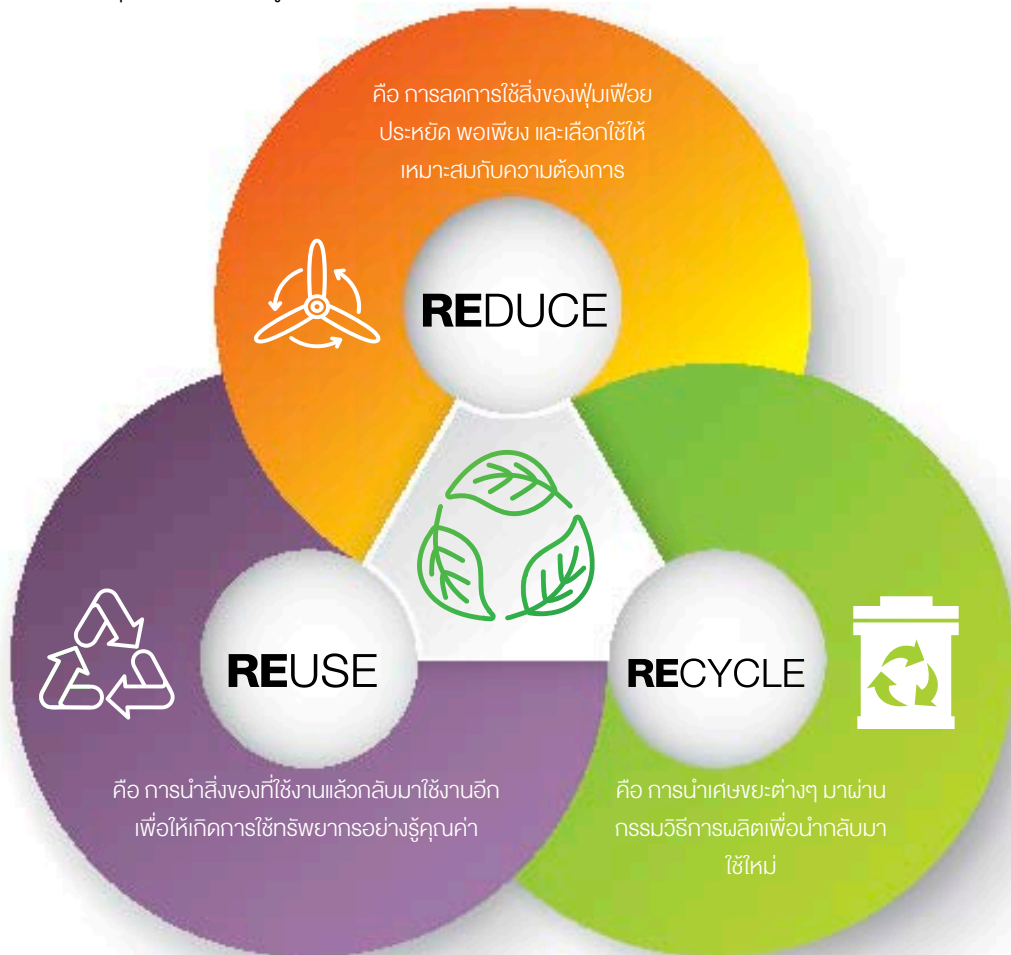 คือ การลดการใช้สิ่งของฟุ่มเฟือย
ประหยัด พอเพียง และเลือกใช้ให้
เหมาะสมกับความต้องการ
REDUCE
REUSE
คือ การนำสิ่งของที่ใช้งานแล้วกลับมาใช้งานอีก
เพื่อให้เกิดการใช้ทรัพยากรอย่างรู้คุณค่า
RECYCLE
คือ การนำเศษขยะต่างๆ มาผ่าน
กรรมวิธีการผลิตเพื่อนำกลับมา
ใช้ใหม่